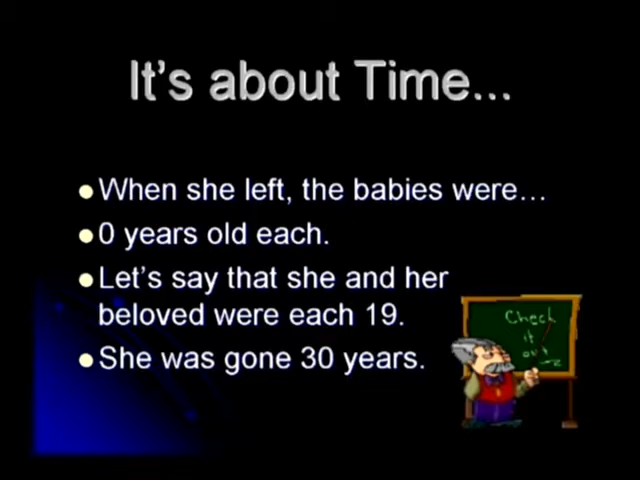 It's about Time...
When she left, the babies were...
0 years old each.
Let's say that she and her
beloved were each 19.
She was gone 30 years.
Check
it
out